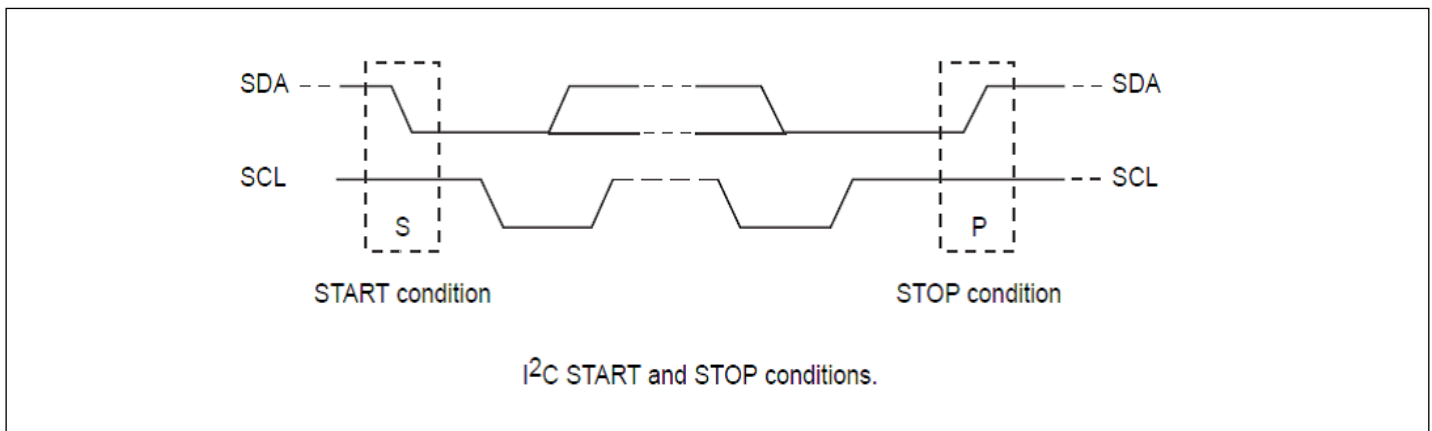 SDA SDA
SCL SCL
S P
START condition STOP condition
I²C START and STOP conditions.